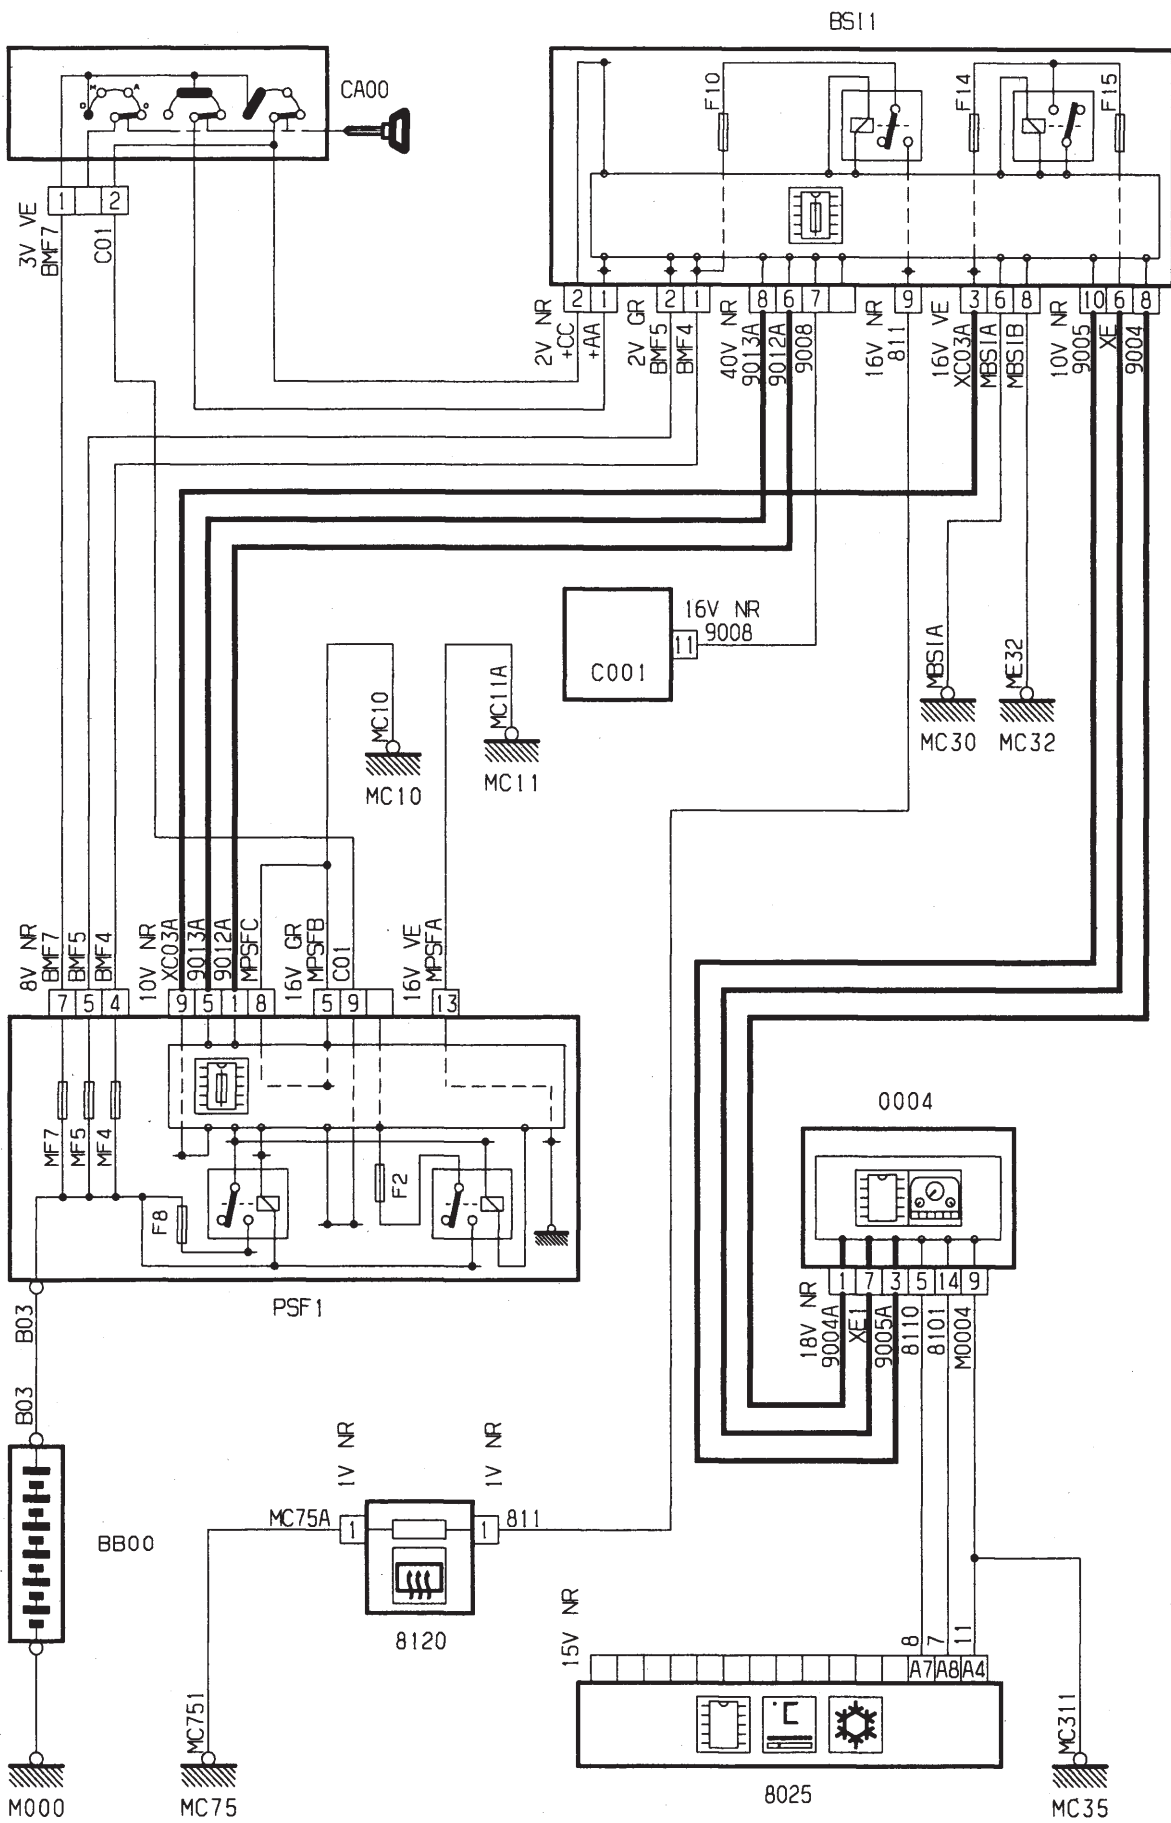 BSI1
CA00
M
A
D
D
F10
F14
F15
1
2
3V VE
BMF7
C01
2
1
2
1
8
6
7
9
3
6
8
10
6
8
2V NR
+CC
+AA
2V GR
BMF5
BMF4
40V NR
9013A
9012A
9008
16V NR
811
16V VE
XC03A
MBSIA
MBSIB
10V NR
9005
XE
9004
C001
11
16V NR
9008
MBSIA
MC30
ME32
MC32
MC10
MC10
MC11A
MC11
8V NR
BMF7
BMF5
BMF4
10V NR
XC03A
9013A
9012A
MPSFC
16V GR
MPSFB
C01
16V VE
MPSFA
7
5
4
9
5
1
8
5
9
13
MF7
MF5
MF4
F8
F2
PSF1
0004
1
7
3
5
14
9
18V NR
9004A
XE1
9005A
8110
8101
M0004
B03
B03
BB00
M000
1V NR
1V NR
MC75A
1
1
811
8120
MC751
MC75
15V NR
8
7
11
A7
A8
A4
°C
8025
MC311
MC35